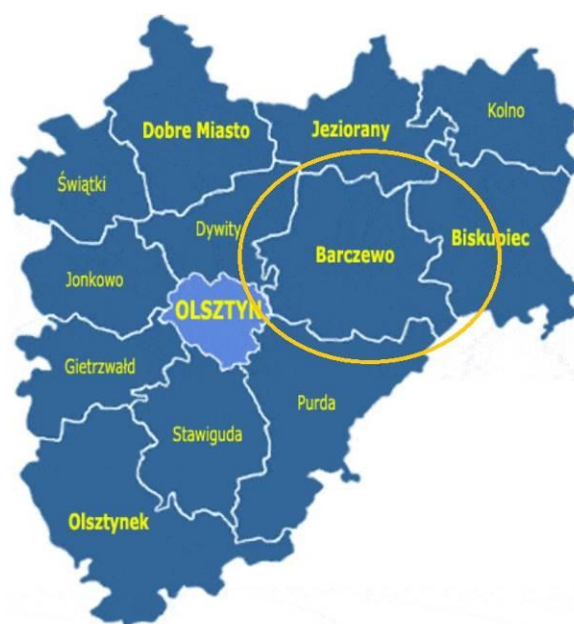 Kolno
Dobre Miasto
Jeziorany
Świątki
Dywity
Biskupiec
Barczewo
Jonkowo
OLSZTYN
Gietrzwałd
Purda
Stawiguda
Olsztynek